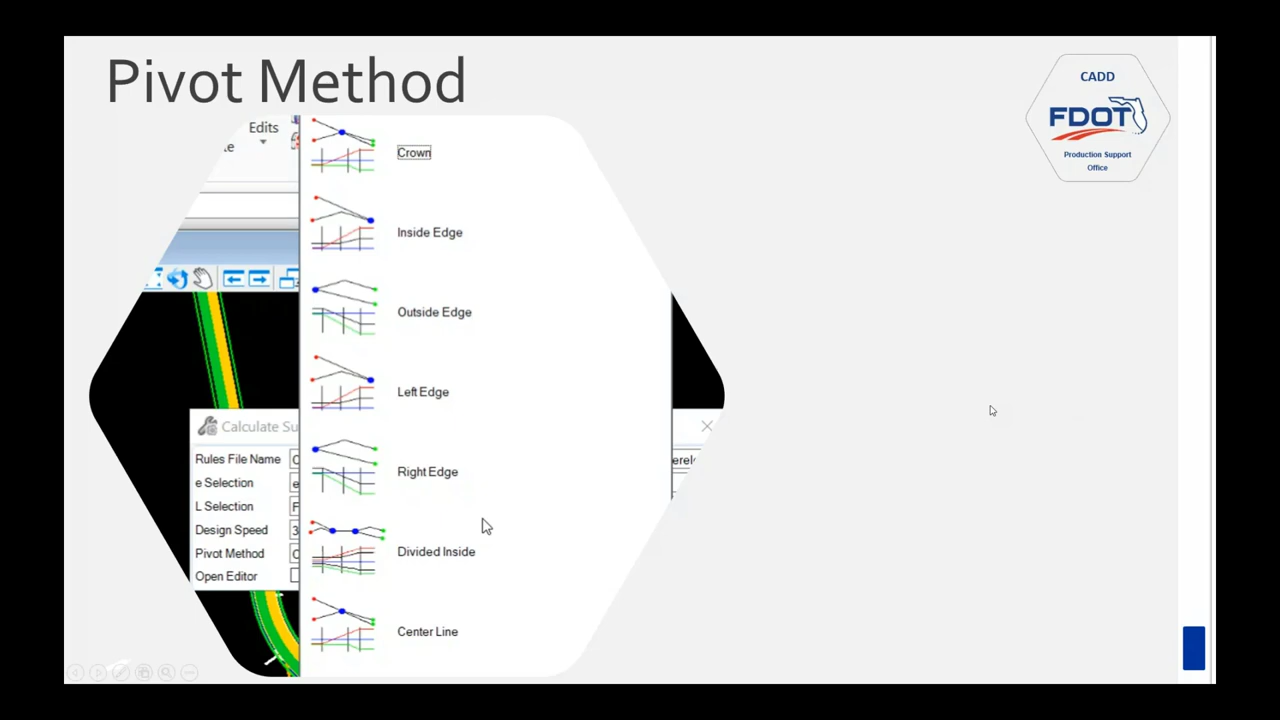 Pivot Method
CADD
FDOT
Production Support
Office
Edits
Crown
Inside Edge
Outside Edge
Left Edge
Right Edge
Divided Inside
Center Line
Calculate Su
Rules File Name
e Selection
L Selection
Design Speed 3
Pivot Method
Open Editor